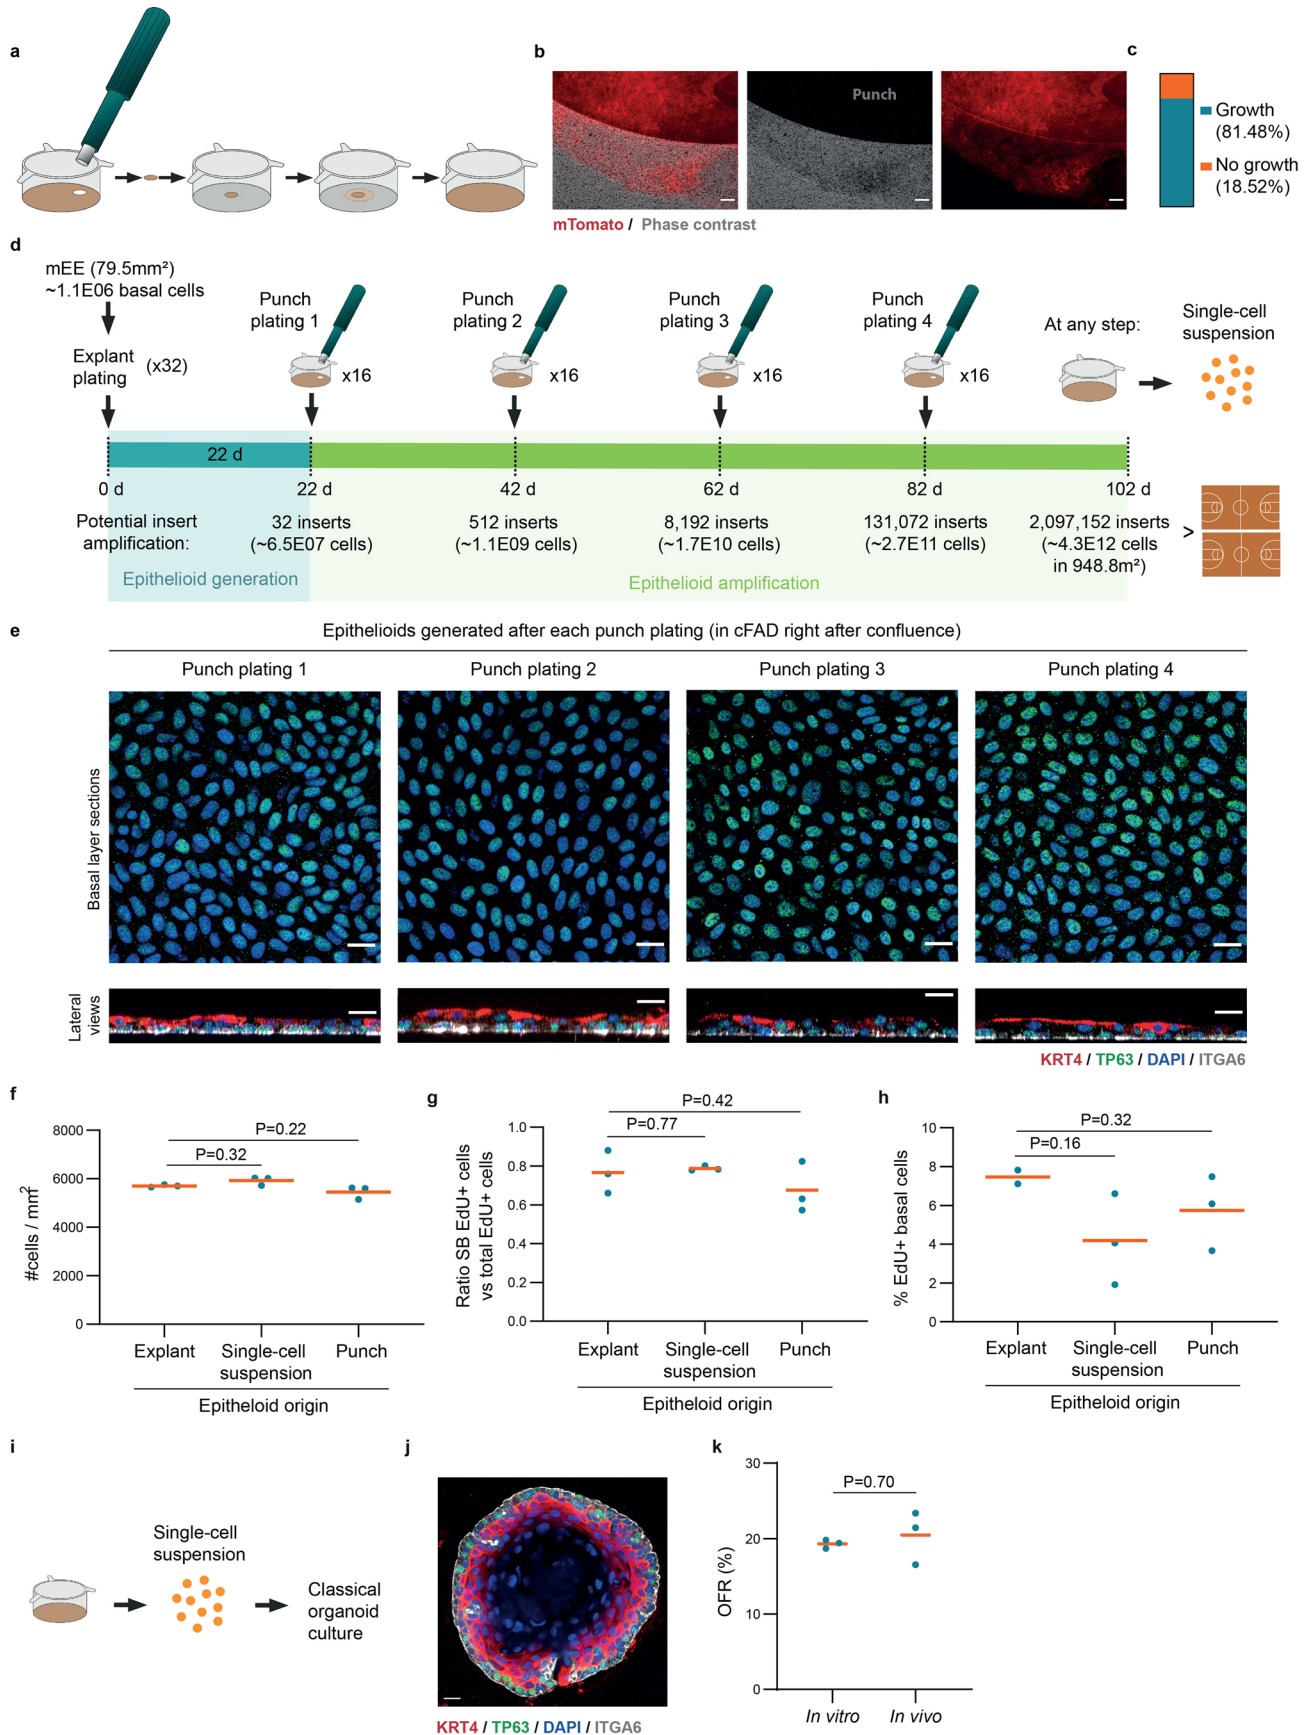 a
b
Punch
mTomato / Phase contrast
c
Growth
(81.48%)
No growth
(18.52%)
d
mEE (79.5mm²)
~1.1E06 basal cells
Explant
plating
(x32)
Punch
plating 1
x16
Punch
plating 2
x16
Punch
plating 3
x16
Punch
plating 4
x16
At any step:
Single-cell
suspension
22 d
0 d
22 d
42 d
62 d
82 d
102 d
Potential insert
amplification:
32 inserts
(~6.5E07 cells)
512 inserts
(~1.1E09 cells)
8,192 inserts
(~1.7E10 cells)
131,072 inserts
(~2.7E11 cells)
2,097,152 inserts
(~4.3E12 cells
in 948.8m²)
>
Epithelioid generation
Epithelioid amplification
e
Epithelioids generated after each punch plating (in cFAD right after confluence)
Punch plating 1
Punch plating 2
Punch plating 3
Punch plating 4
Basal layer sections
Lateral
views
KRT4 / TP63 / DAPI / ITGA6
f
#cells / mm²
8000
6000
4000
2000
0
P=0.22
P=0.32
Explant
Single-cell
suspension
Punch
Epitheloid origin
g
Ratio SB EdU+ cells
vs total EdU+ cells
1.0
0.8
0.6
0.4
0.2
0.0
P=0.42
P=0.77
Explant
Single-cell
suspension
Punch
Epitheloid origin
h
% EdU+ basal cells
10
8
6
4
2
0
P=0.32
P=0.16
Explant
Single-cell
suspension
Punch
Epitheloid origin
i
Single-cell
suspension
Classical
organoid
culture
j
KRT4 / TP63 / DAPI / ITGA6
k
OFR (%)
30
20
10
0
P=0.70
In vitro
In vivo